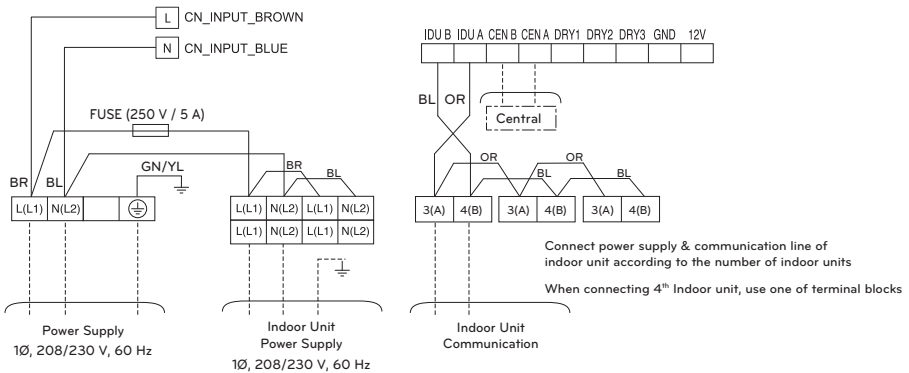 L CN_INPUT_BROWN
N CN_INPUT_BLUE
IDU B IDU A CEN B CEN A DRY1 DRY2 DRY3 GND 12V
BL OR
Central
FUSE (250 V / 5 A)
BR BL GN/YL
BR BL
OR BL OR BL
L(L1) N(L2)
L(L1) N(L2) L(L1) N(L2)
L(L1) N(L2) L(L1) N(L2)
3(A) 4(B) 3(A) 4(B) 3(A) 4(B)
Connect power supply & communication line of
indoor unit according to the number of indoor units
When connecting 4th Indoor unit, use one of terminal blocks
Power Supply
1Ø, 208/230 V, 60 Hz
Indoor Unit
Power Supply
1Ø, 208/230 V, 60 Hz
Indoor Unit
Communication